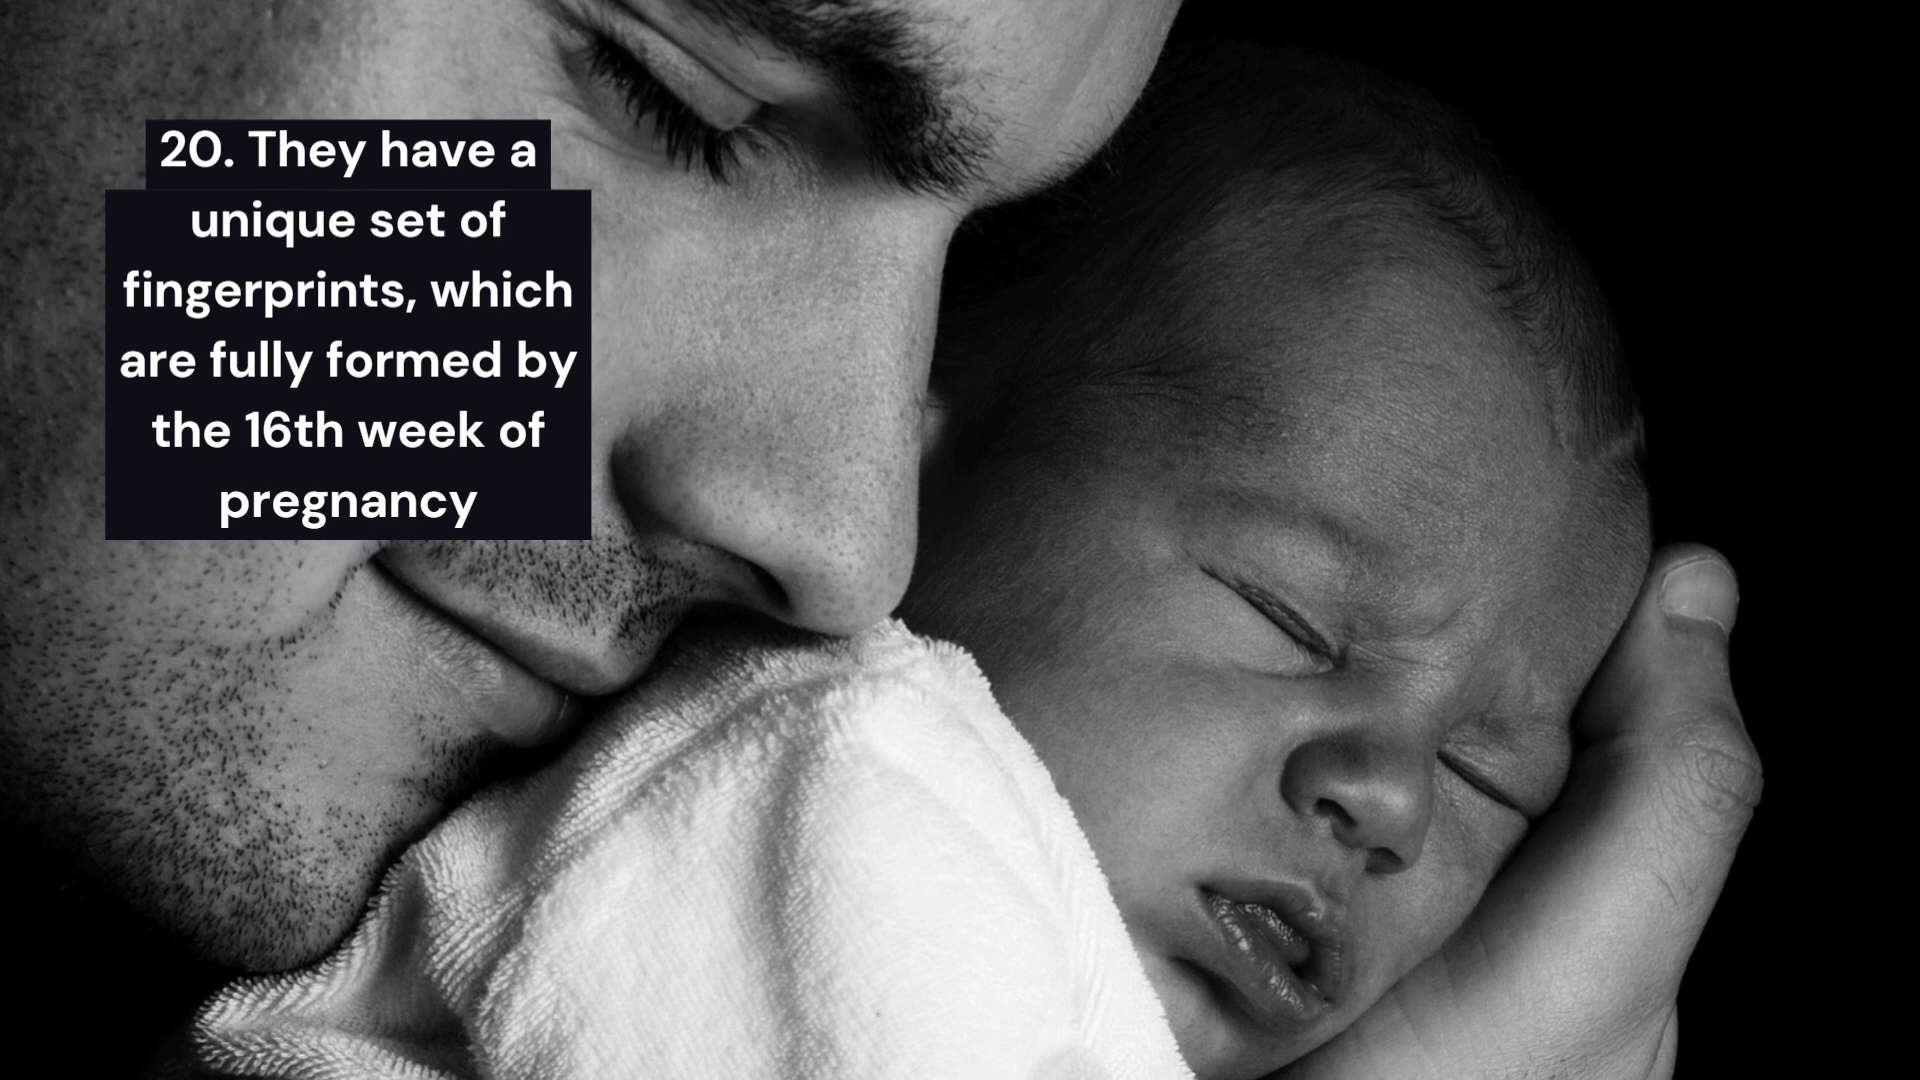 20. They have a
unique set of
fingerprints, which
are fully formed by
the 16th week of
pregnancy